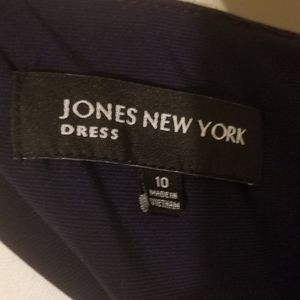 JONES NEW YORK
DRESS
10
MADE IN
VIETNAM